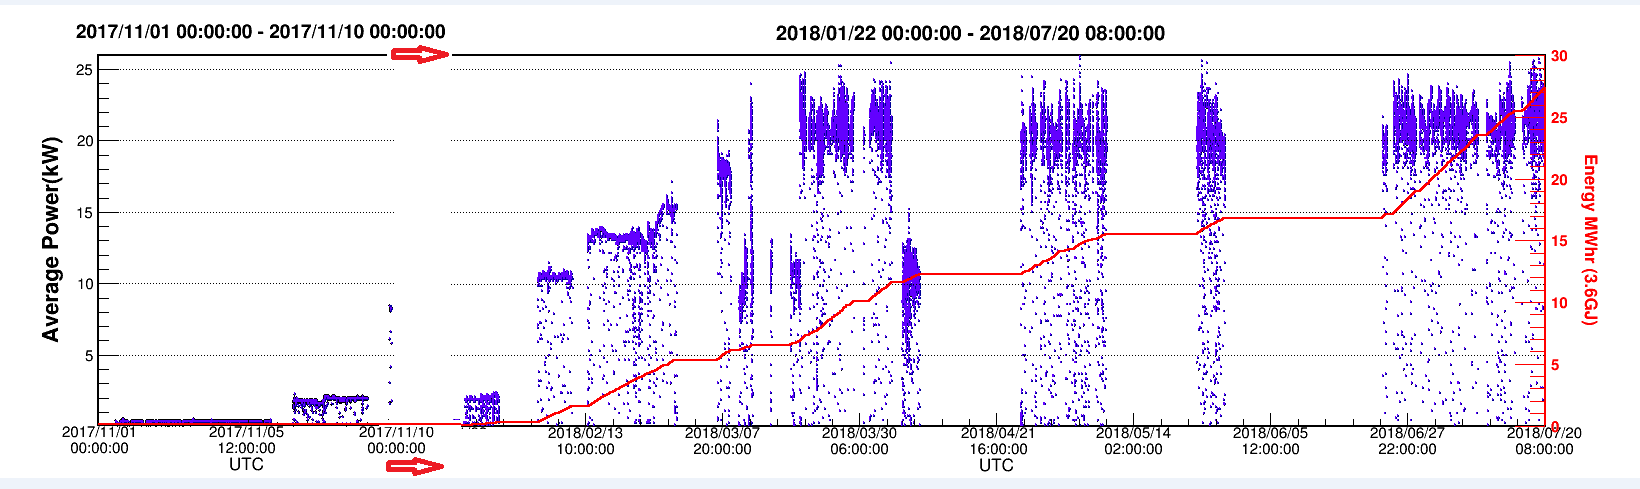 2017/11/01 00:00:00 - 2017/11/10 00:00:00
2018/01/22 00:00:00 - 2018/07/20 08:00:00
Average Power(kW)
25
20
15
10
5
30
25
20
15
10
5
0
Energy MWhr (3.6GJ)
2017/11/01 2017/11/05 2017/11/10 2018/02/13 2018/03/07 2018/03/30 2018/04/21 2018/05/14 2018/06/05 2018/06/27 2018/07/20
00:00:00 12:00:00 00:00:00 10:00:00 20:00:00 06:00:00 16:00:00 02:00:00 12:00:00 22:00:00 08:00:00
UTC UTC